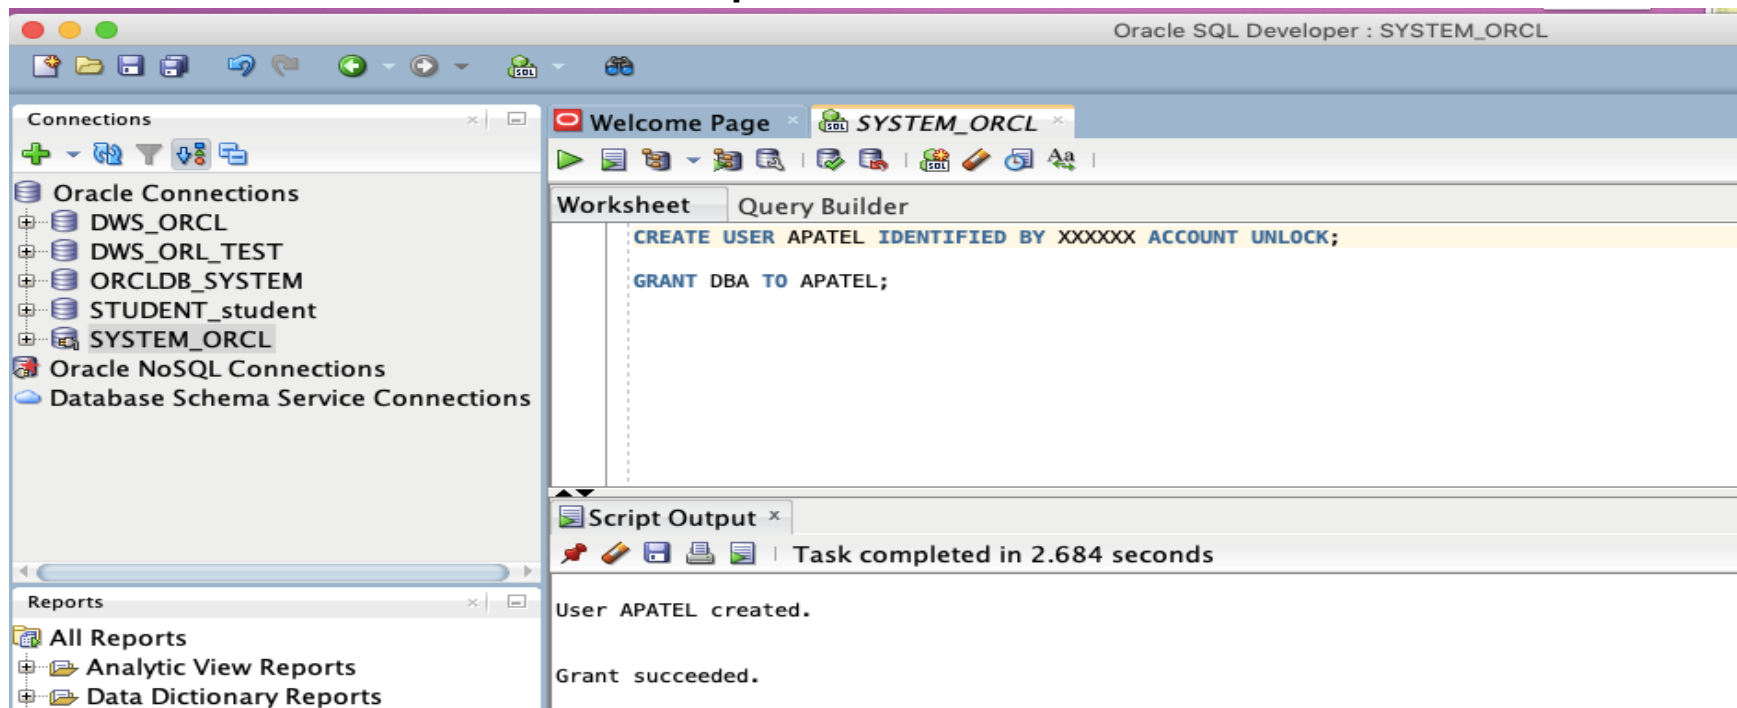 Oracle SQL Developer : SYSTEM_ORCL
Connections
Oracle Connections
DWS_ORCL
DWS_ORL_TEST
ORCLDB_SYSTEM
STUDENT_student
SYSTEM_ORCL
Oracle NoSQL Connections
Database Schema Service Connections
Reports
All Reports
Analytic View Reports
Data Dictionary Reports
Welcome Page SYSTEM_ORCL
Worksheet Query Builder
CREATE USER APATEL IDENTIFIED BY XXXXXX ACCOUNT UNLOCK;
GRANT DBA TO APATEL;
Script Output
Task completed in 2.684 seconds
User APATEL created.
Grant succeeded.